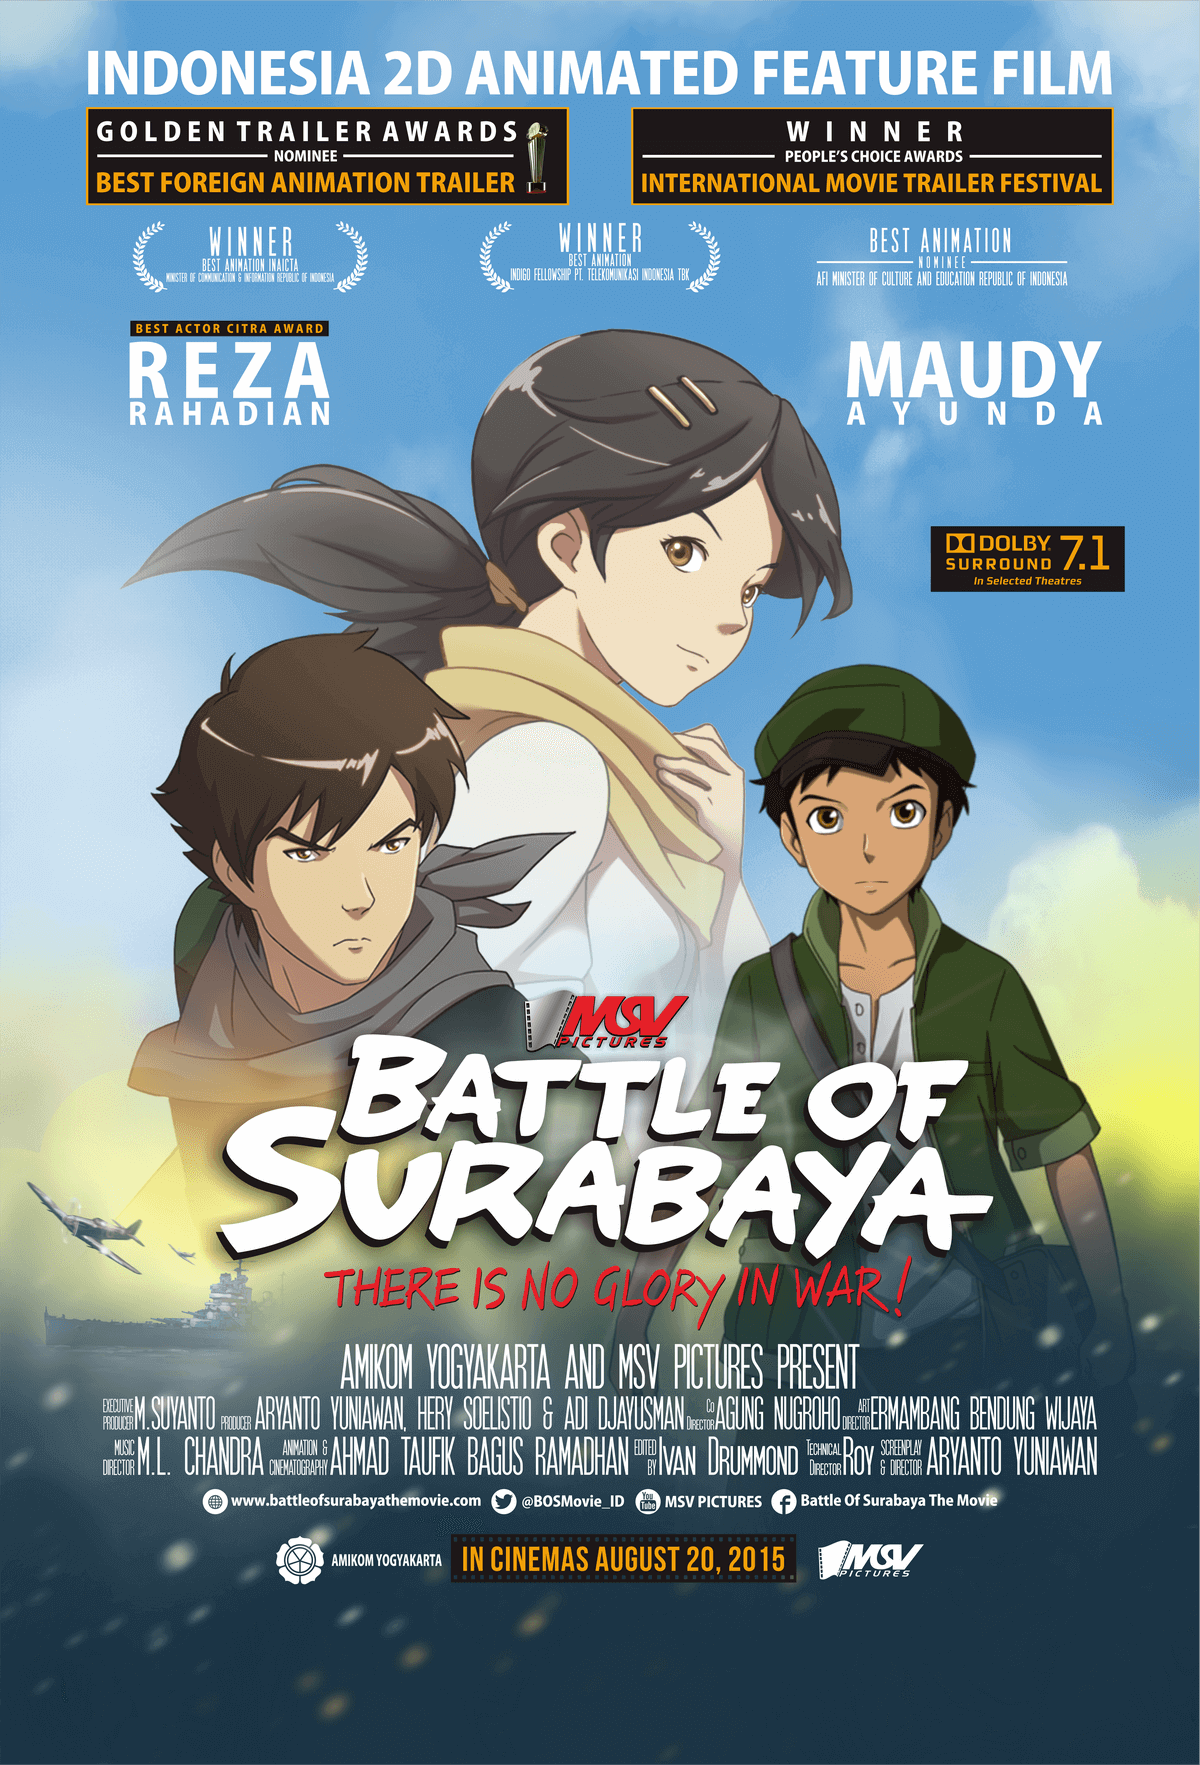 INDONESIA 2D ANIMATED FEATURE FILM
GOLDEN TRAILER AWARDS
NOMINEE
BEST FOREIGN ANIMATION TRAILER
WINNER
PEOPLE'S CHOICE AWARDS
INTERNATIONAL MOVIE TRAILER FESTIVAL
WINNER
BEST ANIMATION INAICTA
MINISTER OF COMMUNICATION & INFORMATION REPUBLIC OF INDONESIA
WINNER
BEST ANIMATION
INDIGO FELLOWSHIP PT. TELEKOMUNIKASI INDONESIA TBK
BEST ANIMATION
NOMINEE
AFI MINISTER OF CULTURE AND EDUCATION REPUBLIC OF INDONESIA
BEST ACTOR CITRA AWARD
REZA
RAHADIAN
MAUDY
AYUNDA
DOLBY
SURROUND 7.1
In Selected Theatres
MSV
PICTURES
BATTLE OF
SURABAYA
THERE IS NO GLORY IN WAR!
AMIKOM YOGYAKARTA AND MSV PICTURES PRESENT
EXECUTIVE PRODUCER M.SUYANTO PRODUCER ARYANTO YUNIAWAN, HERY SOELISTIO & ADI DJAYUSMAN CO DIRECTOR AGUNG NUGROHO ART DIRECTOR ERMAMBANG BENDUNG WIJAYA
MUSIC DIRECTOR M.L. CHANDRA ANIMATION & CINEMATOGRAPHY AHMAD TAUFIK BAGUS RAMADHAN EDITED BY IVAN DRUMMOND TECHNICAL DIRECTOR ROY SCREENPLAY & DIRECTOR ARYANTO YUNIAWAN
www.battleofsurabayathemovie.com @BOSMovie_ID You Tube MSV PICTURES Battle Of Surabaya The Movie
AMIKOM YOGYAKARTA IN CINEMAS AUGUST 20, 2015 MSV PICTURES